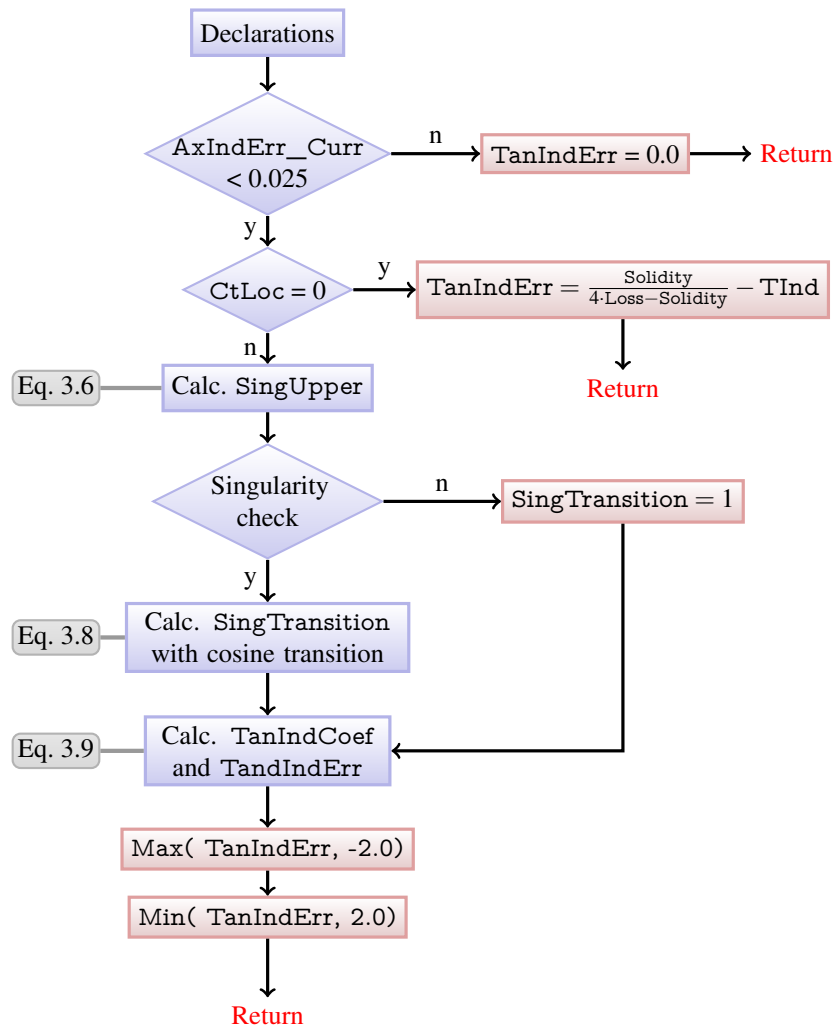 Declarations
AxIndErr_Curr
< 0.025
n
TanIndErr = 0.0
Return
y
CtLoc = 0
y
TanIndErr = Solidity / 4·Loss−Solidity − TInd
n
Return
Eq. 3.6
Calc. SingUpper
Singularity
check
n
SingTransition = 1
y
Eq. 3.8
Calc. SingTransition
with cosine transition
Eq. 3.9
Calc. TanIndCoef
and TandIndErr
Max( TanIndErr, -2.0)
Min( TanIndErr, 2.0)
Return